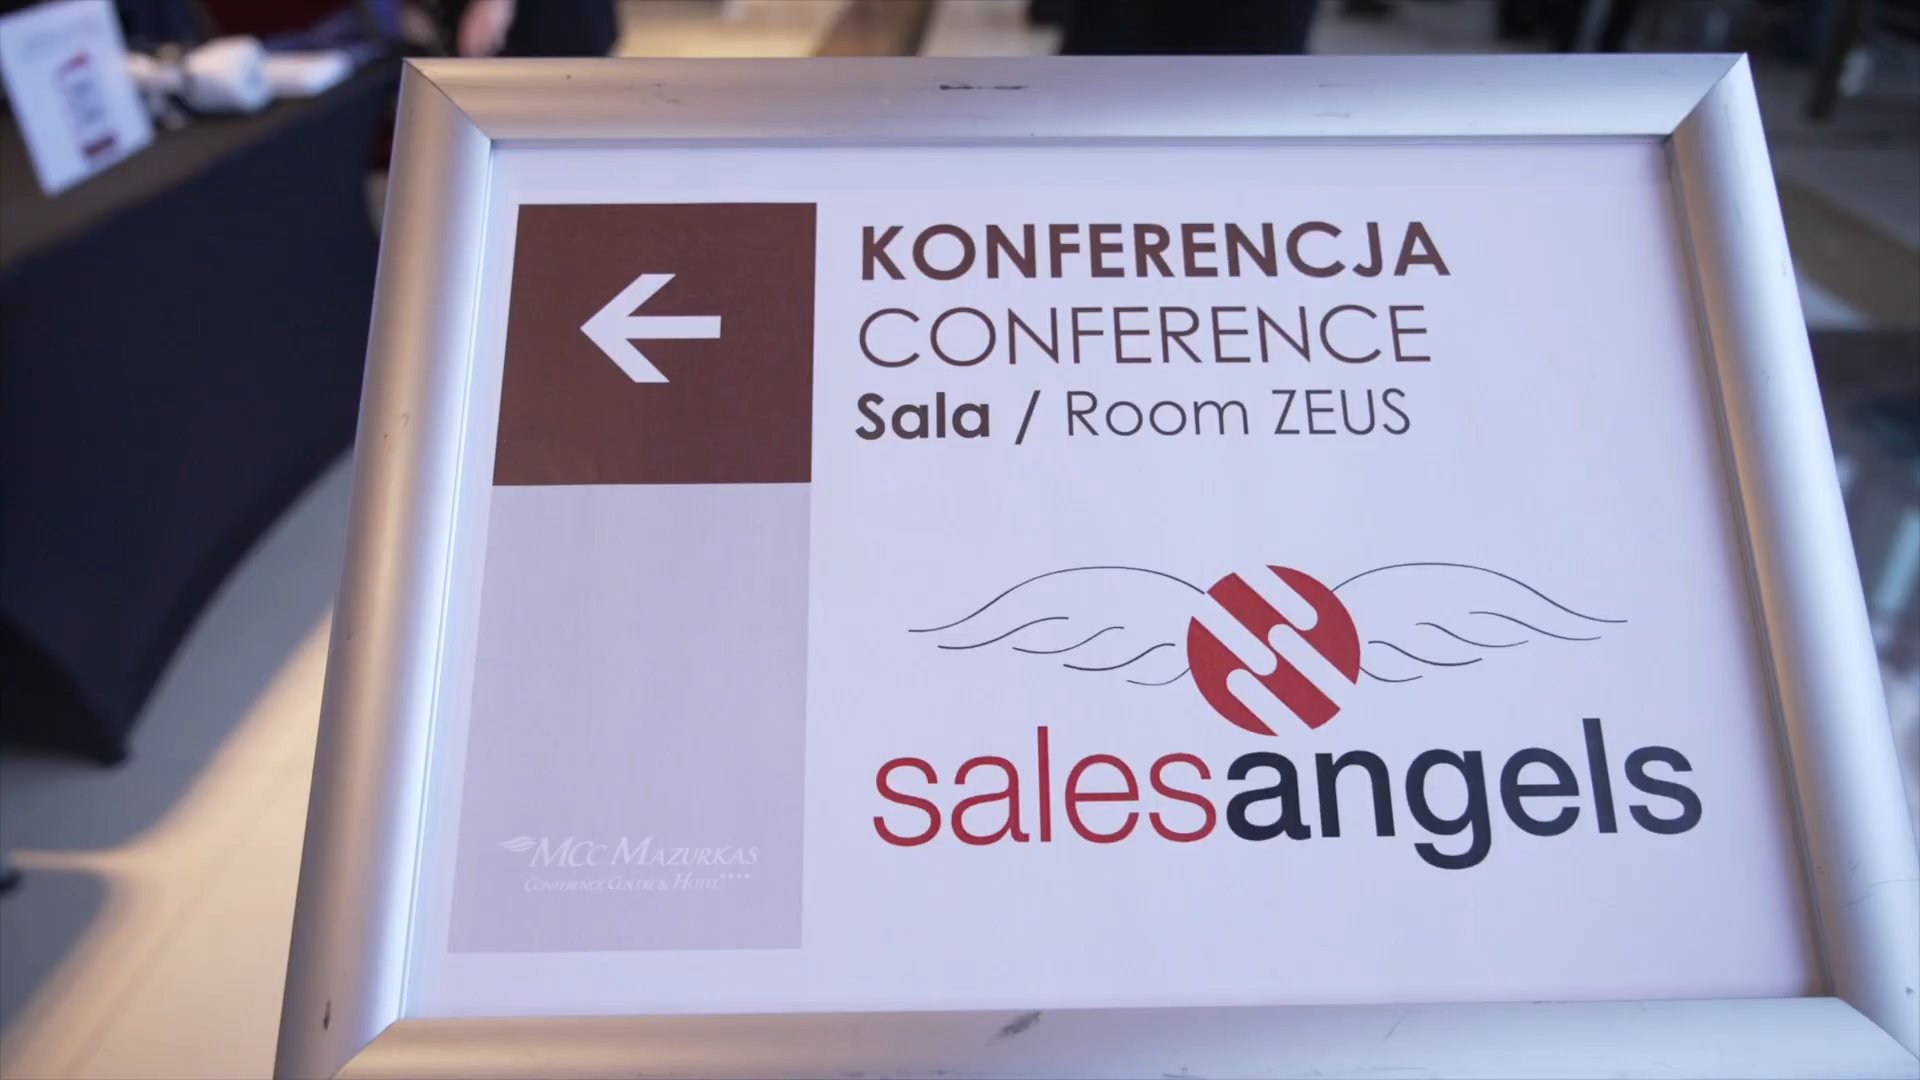 KONFERENCJA
CONFERENCE
Sala / Room ZEUS
salesangels
MCC MAZURKAS
CONFERENCE CENTRE & HOTEL****